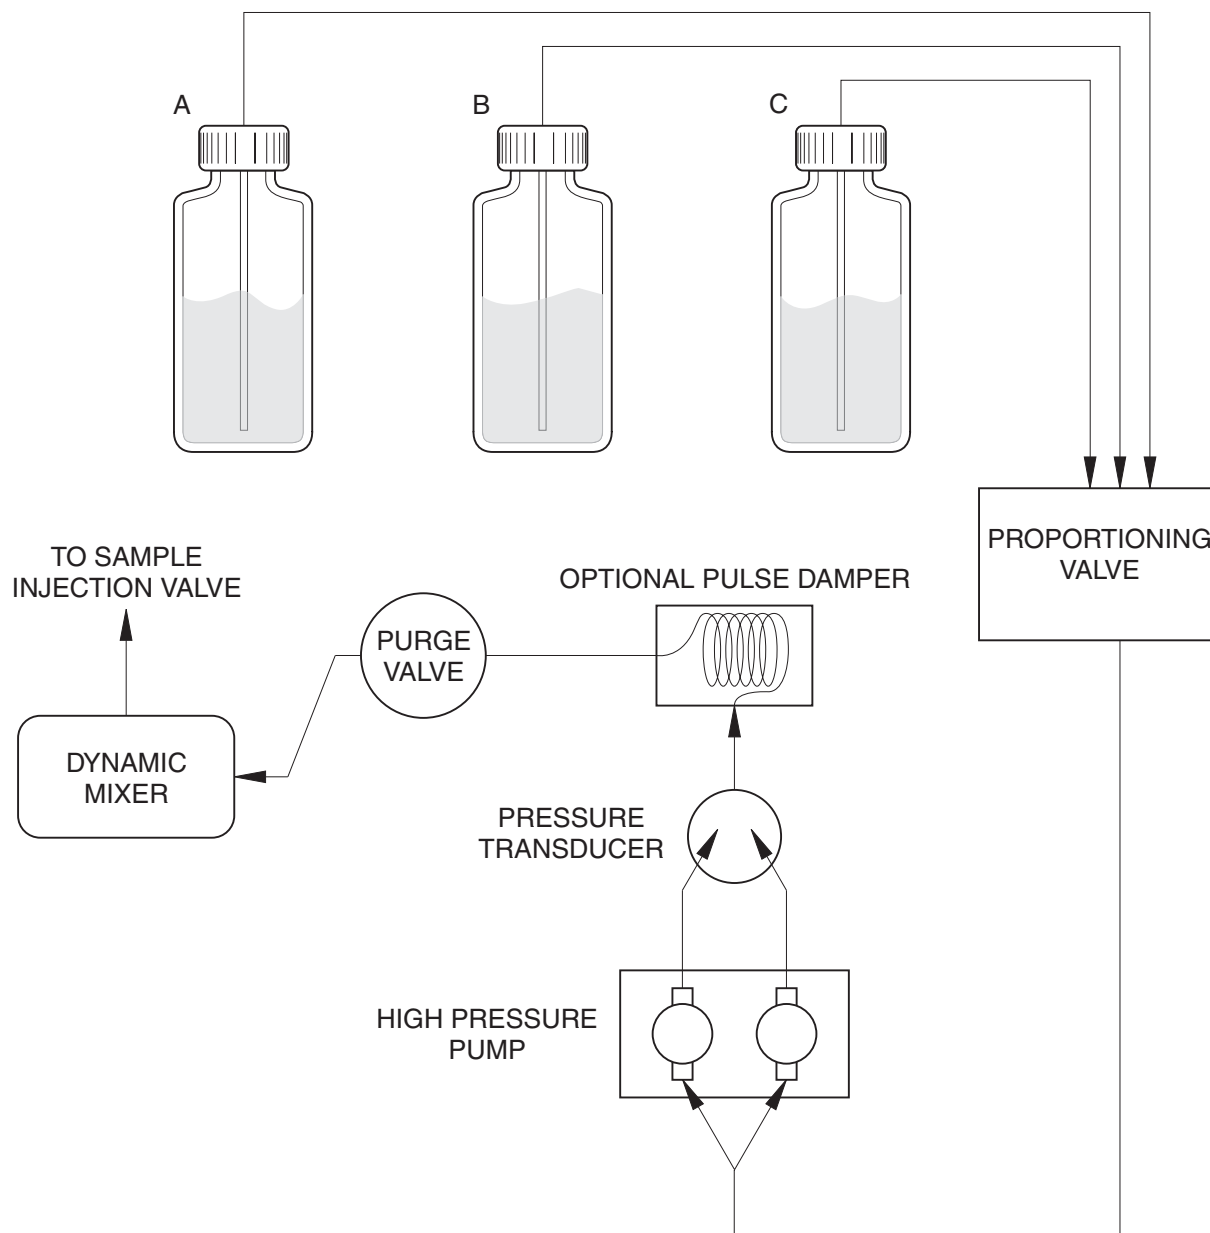 A
B
C
PROPORTIONING
VALVE
TO SAMPLE
INJECTION VALVE
OPTIONAL PULSE DAMPER
PURGE
VALVE
DYNAMIC
MIXER
PRESSURE
TRANSDUCER
HIGH PRESSURE
PUMP